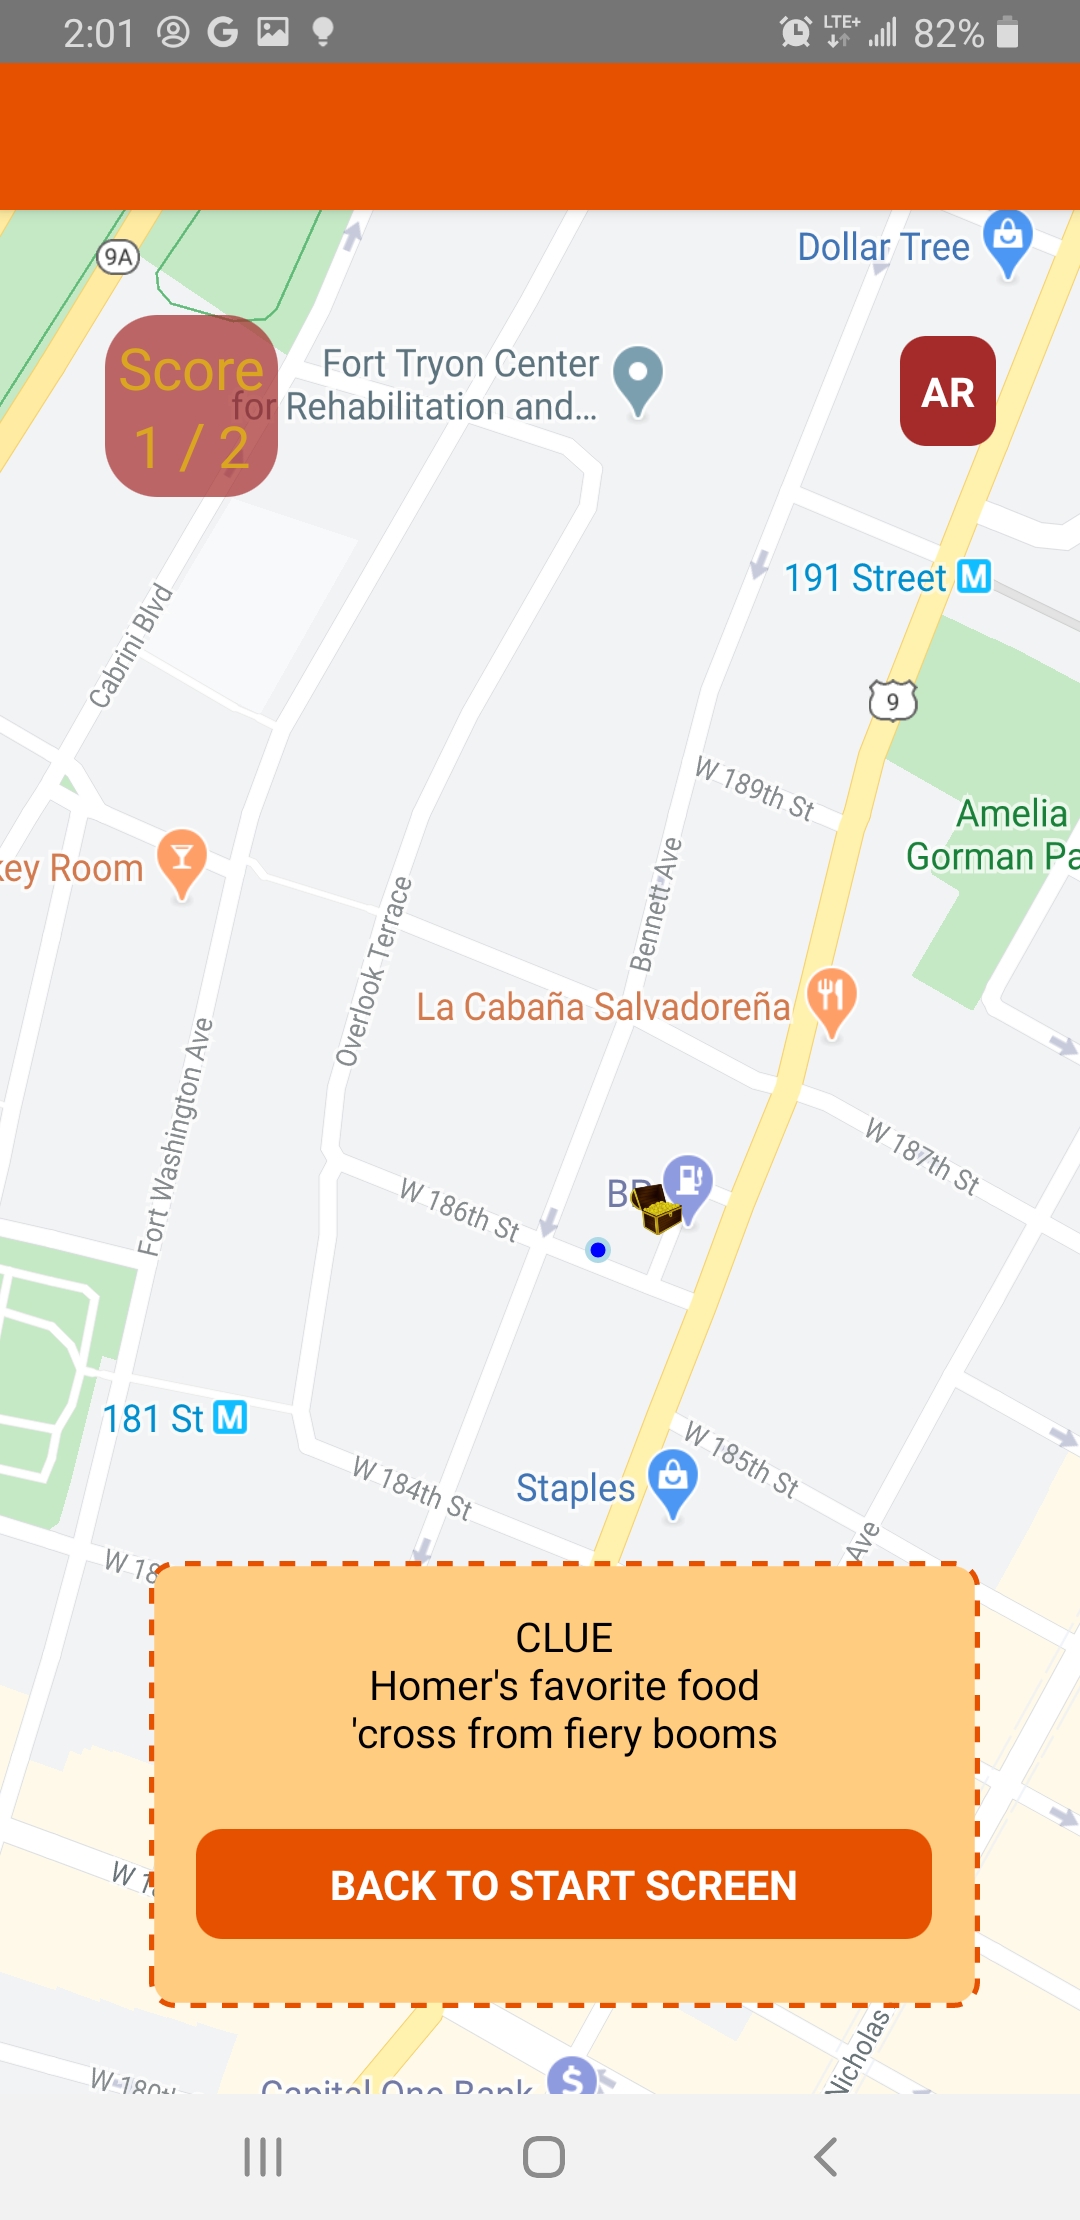 2:01
LTE+
82%
Dollar Tree
9A
Score
1 / 2
Fort Tryon Center
for Rehabilitation and...
AR
191 Street M
Cabrini Blvd
9
W 189th St
Amelia
Gorman Pa
key Room
Bennett Ave
Overlook Terrace
La Cabaña Salvadoreña
Fort Washington Ave
W 187th St
W 186th St
BP
181 St M
W 185th St
W 184th St
Staples
Ave
W 18
CLUE
Homer's favorite food
'cross from fiery booms
W 1
BACK TO START SCREEN
Nicholas
W 180th
Capital One Bank